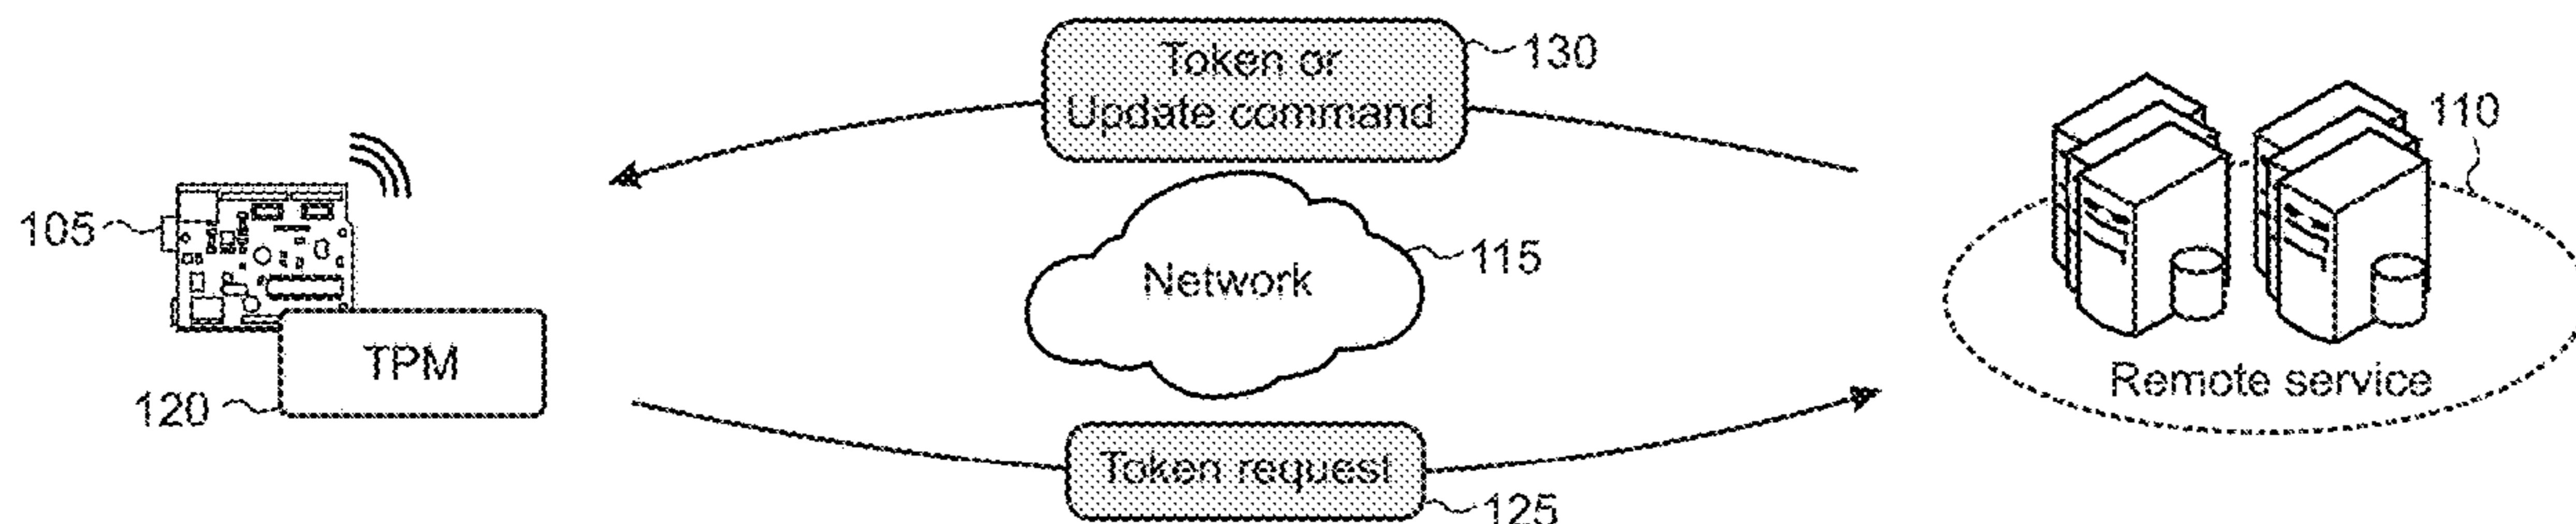 Token or
Update command
130
110
105
115
Network
TPM
120
Remote service
Token request
125